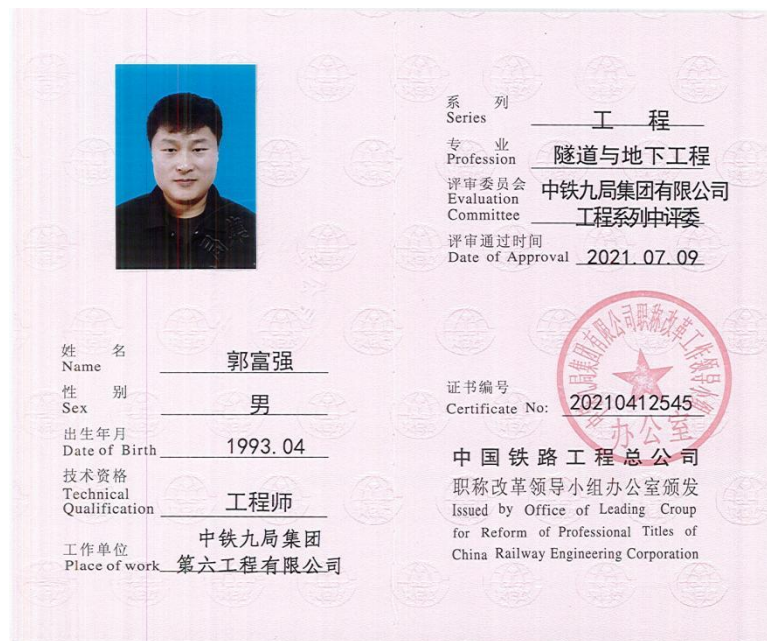 系 列
Series 工 程
专 业
Profession 隧道与地下工程
评审委员会 中铁九局集团有限公司
Evaluation
Committee 工程系列中评委
评审通过时间
Date of Approval 2021.07.09
姓 名
Name 郭富强
性 别
Sex 男
出生年月
Date of Birth 1993.04
技术资格
Technical
Qualification 工程师
工作单位 中铁九局集团
Place of work 第六工程有限公司
证书编号
Certificate No: 20210412545
办公室
中国铁路工程总公司
职称改革领导小组办公室颁发
Issued by Office of Leading Croup
for Reform of Professional Titles of
China Railway Engineering Corporation